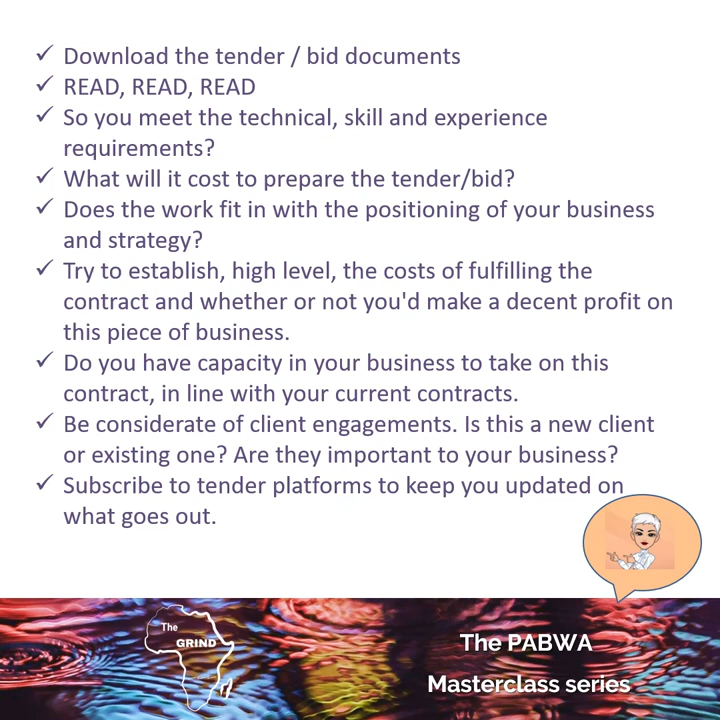 ✓ Download the tender / bid documents
✓ READ, READ, READ
✓ So you meet the technical, skill and experience
requirements?
✓ What will it cost to prepare the tender/bid?
✓ Does the work fit in with the positioning of your business
and strategy?
✓ Try to establish, high level, the costs of fulfilling the
contract and whether or not you'd make a decent profit on
this piece of business.
✓ Do you have capacity in your business to take on this
contract, in line with your current contracts.
✓ Be considerate of client engagements. Is this a new client
or existing one? Are they important to your business?
✓ Subscribe to tender platforms to keep you updated on
what goes out.
The
GRIND
The PABWA
Masterclass series